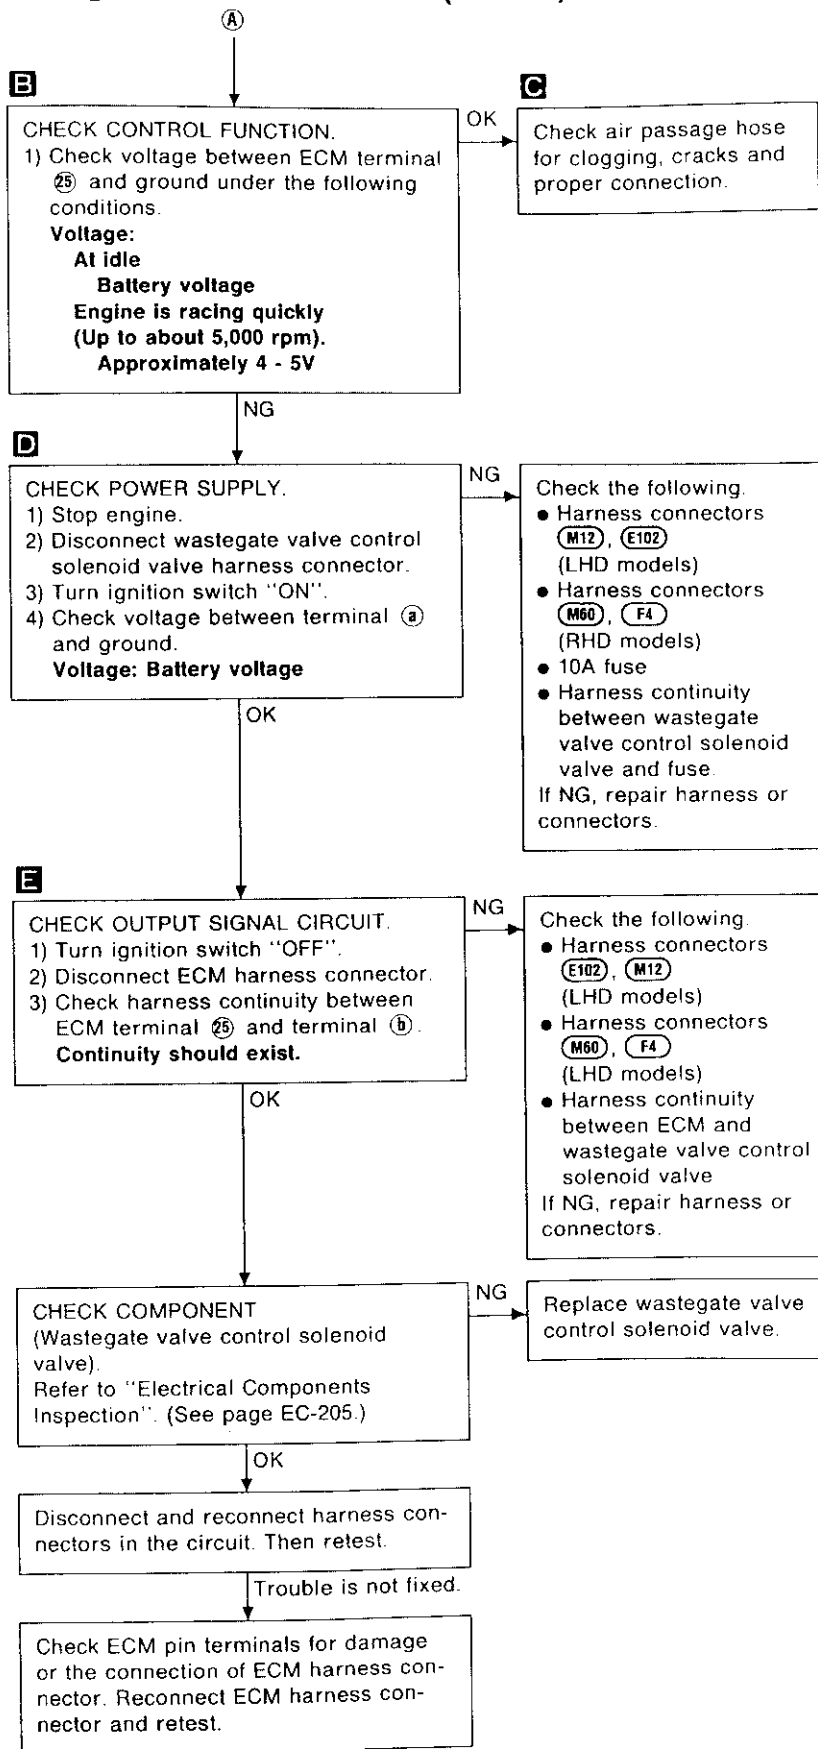 Ⓐ
B
CHECK CONTROL FUNCTION.
1) Check voltage between ECM terminal
㉕ and ground under the following
conditions.
Voltage:
At idle
Battery voltage
Engine is racing quickly
(Up to about 5,000 rpm).
Approximately 4 - 5V
OK
C
Check air passage hose
for clogging, cracks and
proper connection.
NG
D
CHECK POWER SUPPLY.
1) Stop engine.
2) Disconnect wastegate valve control
solenoid valve harness connector.
3) Turn ignition switch "ON".
4) Check voltage between terminal ⓐ
and ground.
Voltage: Battery voltage
NG
Check the following.
● Harness connectors
M12, E102
(LHD models)
● Harness connectors
M60, F4
(RHD models)
● 10A fuse
● Harness continuity
between wastegate
valve control solenoid
valve and fuse.
If NG, repair harness or
connectors.
OK
E
CHECK OUTPUT SIGNAL CIRCUIT.
1) Turn ignition switch "OFF".
2) Disconnect ECM harness connector.
3) Check harness continuity between
ECM terminal ㉕ and terminal ⓑ.
Continuity should exist.
NG
Check the following.
● Harness connectors
E102, M12
(LHD models)
● Harness connectors
M60, F4
(LHD models)
● Harness continuity
between ECM and
wastegate valve control
solenoid valve
If NG, repair harness or
connectors.
OK
CHECK COMPONENT
(Wastegate valve control solenoid
valve).
Refer to "Electrical Components
Inspection". (See page EC-205.)
NG
Replace wastegate valve
control solenoid valve.
OK
Disconnect and reconnect harness con-
nectors in the circuit. Then retest.
Trouble is not fixed.
Check ECM pin terminals for damage
or the connection of ECM harness con-
nector. Reconnect ECM harness con-
nector and retest.